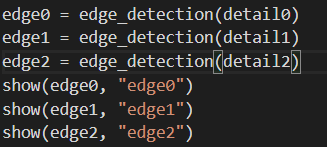 edge0 = edge_detection(detail0)
edge1 = edge_detection(detail1)
edge2 = edge_detection(detail2)
show(edge0, "edge0")
show(edge1, "edge1")
show(edge2, "edge2")